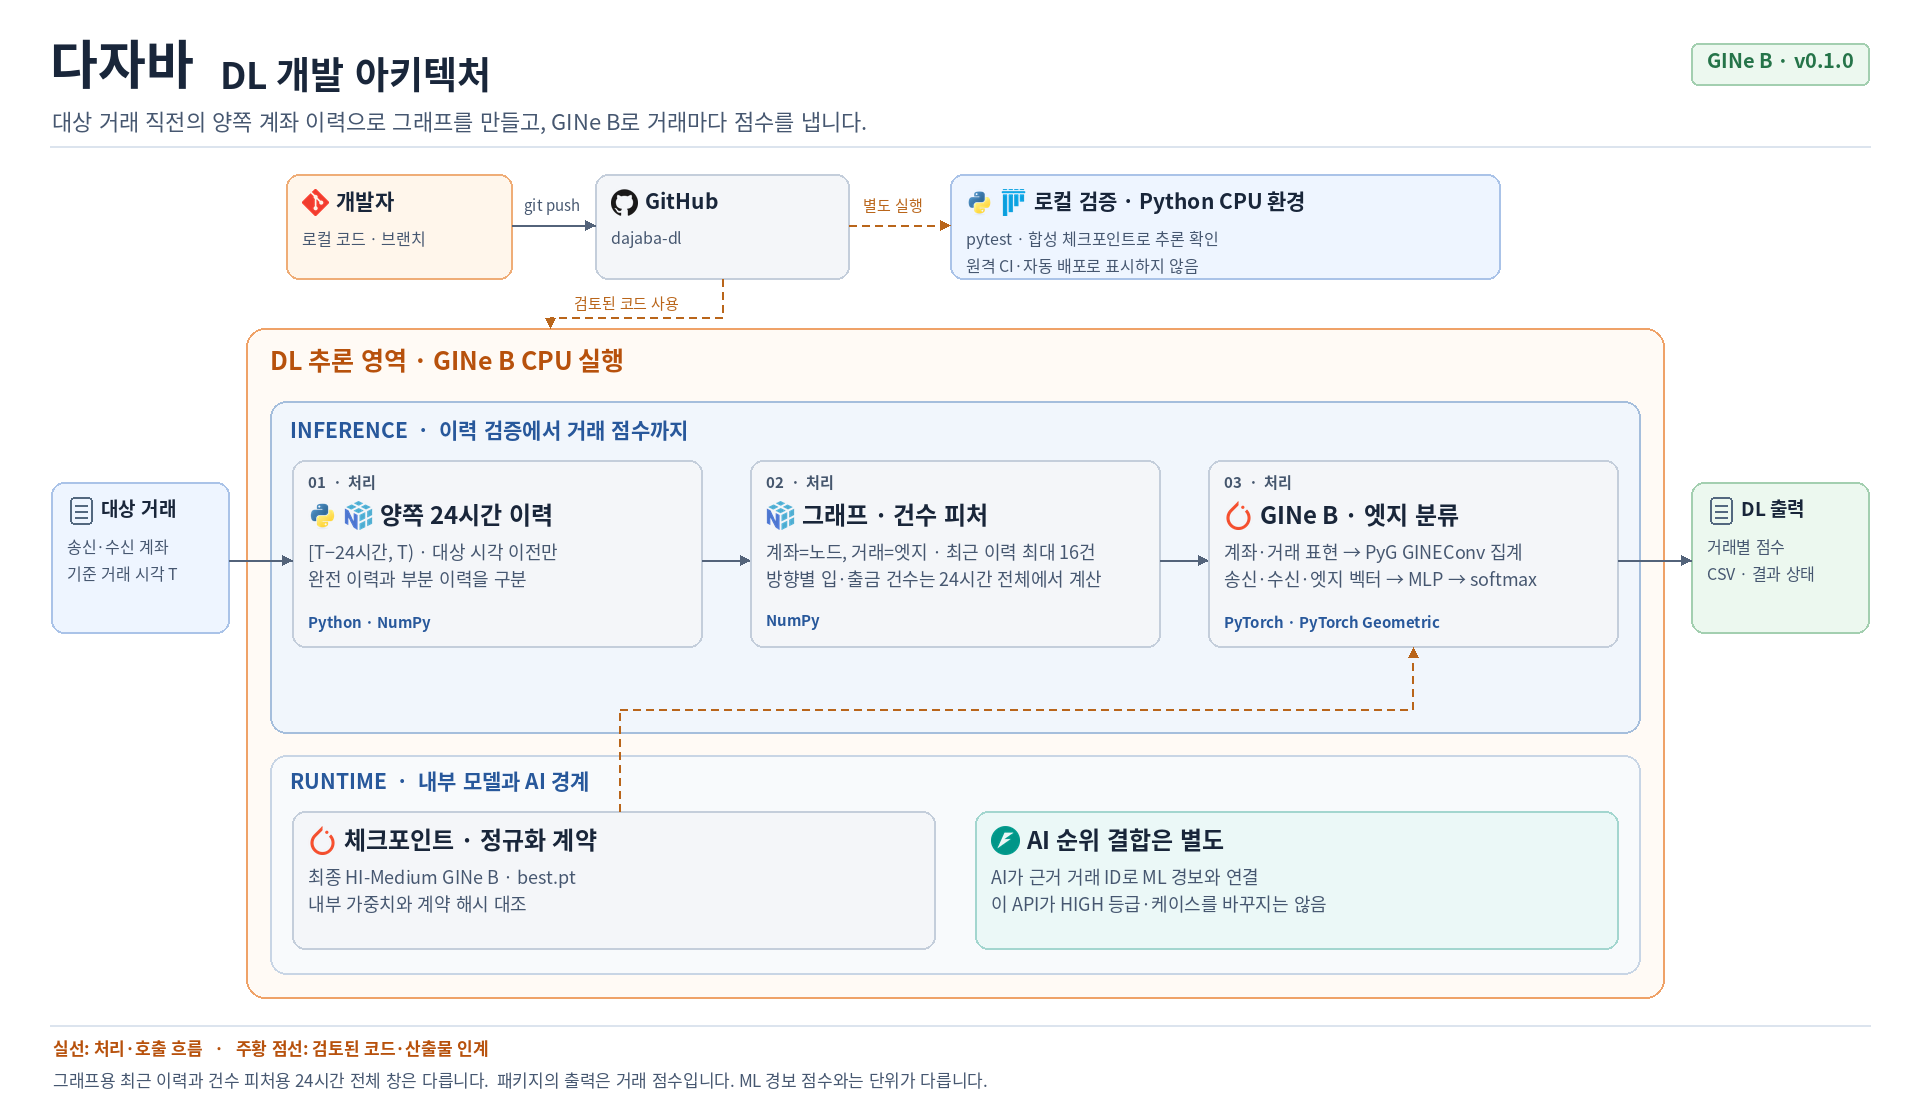 다자바 DL 개발 아키텍처
GINe B · v0.1.0
대상 거래 직전의 양쪽 계좌 이력으로 그래프를 만들고, GINe B로 거래마다 점수를 냅니다.
개발자
로컬 코드 · 브랜치
git push
GitHub
dajaba-dl
별도 실행
로컬 검증 · Python CPU 환경
pytest · 합성 체크포인트로 추론 확인
원격 CI·자동 배포로 표시하지 않음
검토된 코드 사용
DL 추론 영역 · GINe B CPU 실행
INFERENCE · 이력 검증에서 거래 점수까지
대상 거래
송신·수신 계좌
기준 거래 시각 T
01 · 처리
양쪽 24시간 이력
[T−24시간, T) · 대상 시각 이전만
완전 이력과 부분 이력을 구분
Python · NumPy
02 · 처리
그래프 · 건수 피처
계좌=노드, 거래=엣지 · 최근 이력 최대 16건
방향별 입·출금 건수는 24시간 전체에서 계산
NumPy
03 · 처리
GINe B · 엣지 분류
계좌·거래 표현 → PyG GINEConv 집계
송신·수신·엣지 벡터 → MLP → softmax
PyTorch · PyTorch Geometric
DL 출력
거래별 점수
CSV · 결과 상태
RUNTIME · 내부 모델과 AI 경계
체크포인트 · 정규화 계약
최종 HI-Medium GINe B · best.pt
내부 가중치와 계약 해시 대조
AI 순위 결합은 별도
AI가 근거 거래 ID로 ML 경보와 연결
이 API가 HIGH 등급·케이스를 바꾸지는 않음
실선: 처리·호출 흐름 · 주황 점선: 검토된 코드·산출물 인계
그래프용 최근 이력과 건수 피처용 24시간 전체 창은 다릅니다. 패키지의 출력은 거래 점수입니다. ML 경보 점수와는 단위가 다릅니다.